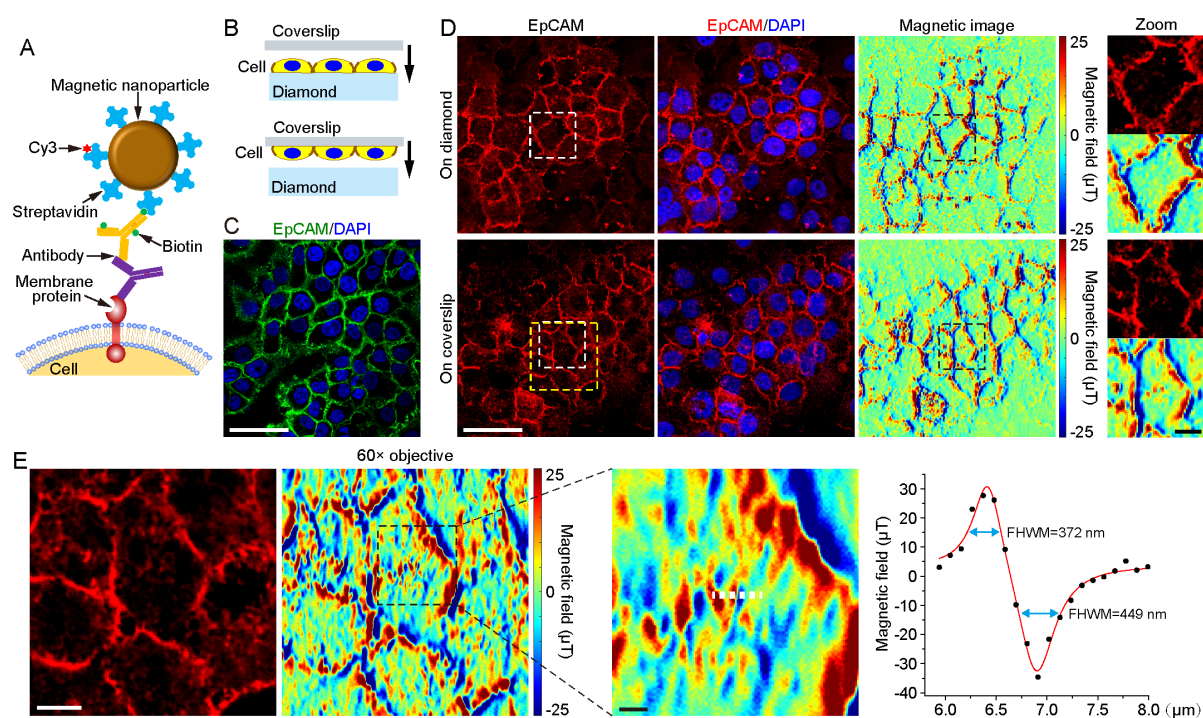 A
Magnetic nanoparticle
Cy3
Streptavidin
Biotin
Antibody
Membrane
protein
Cell
B
Coverslip
Cell
Diamond
Coverslip
Cell
Diamond
C
EpCAM/DAPI
D
EpCAM
EpCAM/DAPI
Magnetic image
Zoom
On diamond
25
0
-25
Magnetic field (µT)
On coverslip
25
0
-25
Magnetic field (µT)
E
60× objective
25
0
-25
Magnetic field (µT)
Magnetic field (µT)
30
20
10
0
-10
-20
-30
-40
FHWM=372 nm
FHWM=449 nm
6.0 6.5 7.0 7.5 8.0 (µm)